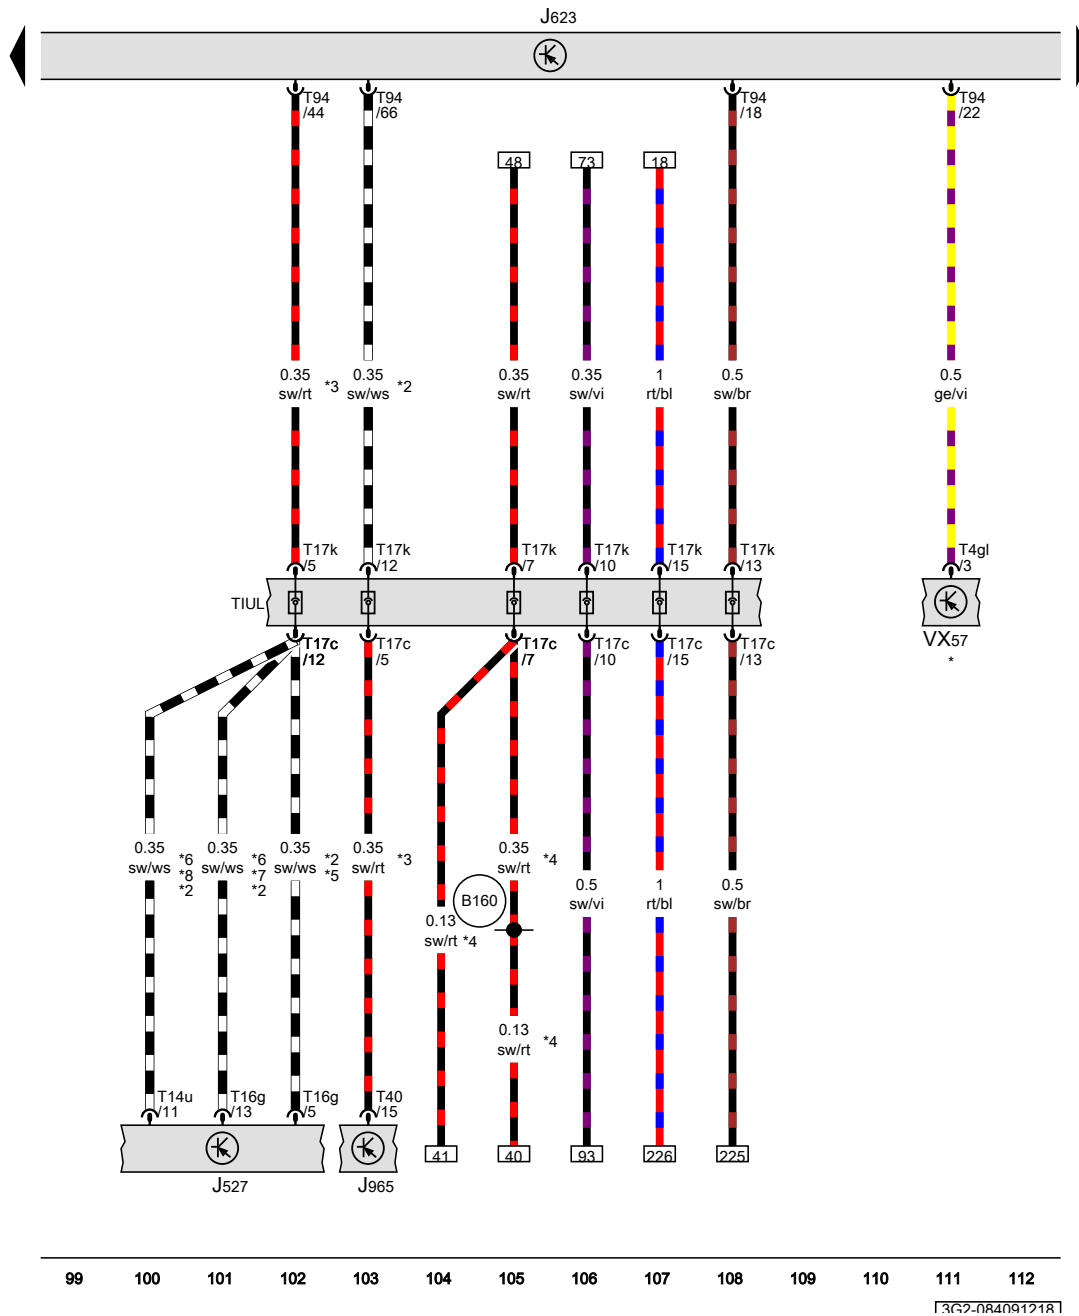 J623
T94
/44
T94
/66
T94
/18
T94
/22
48
73
18
0.35
sw/rt
*3
0.35
sw/ws
*2
0.35
sw/rt
0.35
sw/vi
1
rt/bl
0.5
sw/br
0.5
ge/vi
T17k
/5
T17k
/12
T17k
/7
T17k
/10
T17k
/15
T17k
/13
T4gl
/3
TIUL
VX57
*
T17c
/12
T17c
/5
T17c
/7
T17c
/10
T17c
/15
T17c
/13
0.35
sw/ws
*6
*8
*2
0.35
sw/ws
*6
*7
*2
0.35
sw/ws
*2
*5
0.35
sw/rt
*3
0.35
sw/rt
*4
B160
0.13
sw/rt *4
0.5
sw/vi
1
rt/bl
0.5
sw/br
0.13
sw/rt
*4
T14u
/11
T16g
/13
T16g
/5
T40
/15
41
40
93
226
225
J527
J965
99 100 101 102 103 104 105 106 107 108 109 110 111 112
3G2-084091218